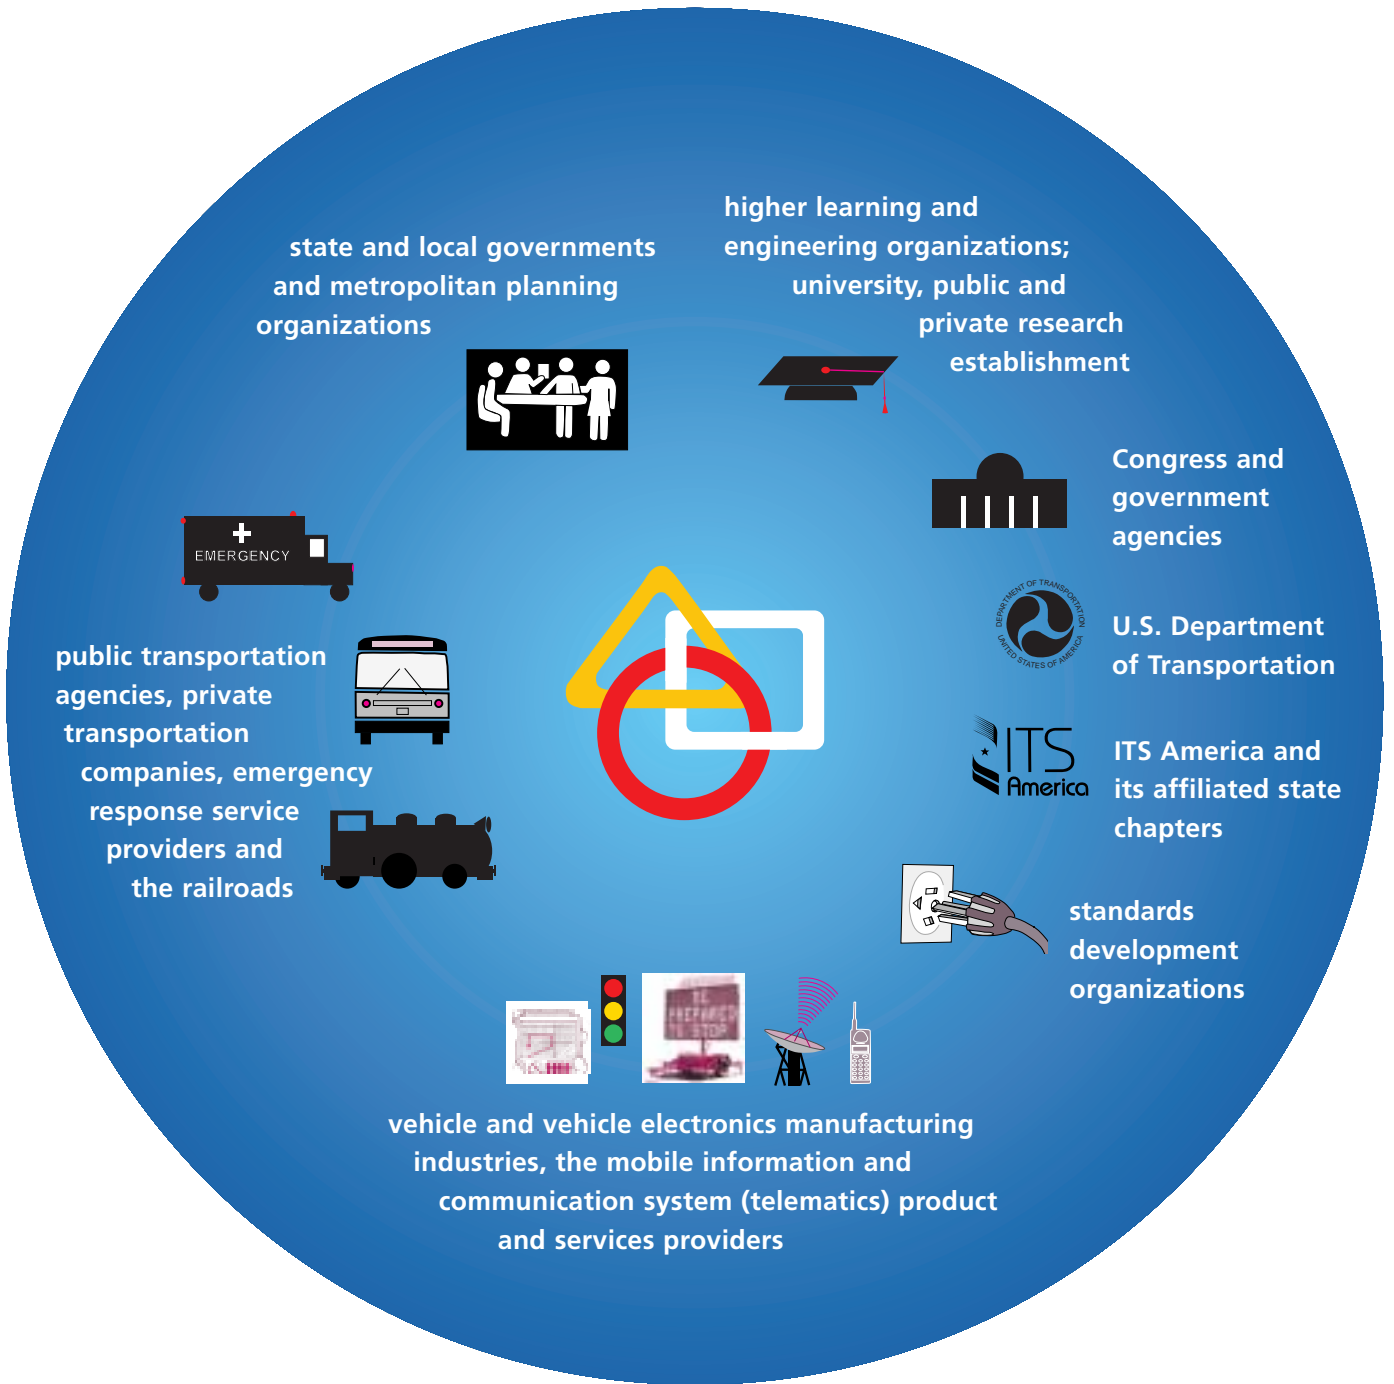 higher learning and
engineering organizations;
university, public and
private research
establishment
state and local governments
and metropolitan planning
organizations
Congress and
government
agencies
EMERGENCY
DEPARTMENT OF TRANSPORTATION
UNITED STATES OF AMERICA
U.S. Department
of Transportation
public transportation
agencies, private
transportation
companies, emergency
response service
providers and
the railroads
ITS
America
ITS America and
its affiliated state
chapters
standards
development
organizations
BE
PREPARED
TO STOP
vehicle and vehicle electronics manufacturing
industries, the mobile information and
communication system (telematics) product
and services providers